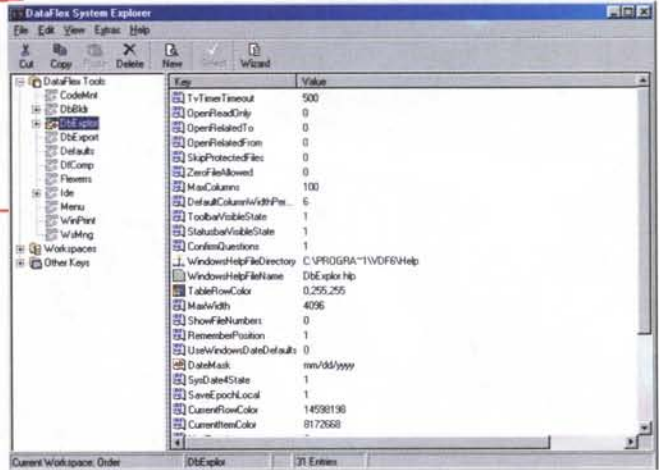 DataFlex System Explorer
File Edit View Extras Help
Cut Copy Paste Delete New Select Wizard
DataFlex Tools
CodeMnt
DbBldr
DbExplor
DbExport
Defaults
DfComp
Flexerrs
Ide
Menu
WinPrint
WsMng
Workspaces
Other Keys
Key Value
TvTimerTimeout 500
OpenReadOnly 0
OpenRelatedTo 0
OpenRelatedFrom 0
SkipProtectedFiles 0
ZeroFileAllowed 0
MaxColumns 100
DefaultColumnWidthPer... 6
ToolbarVisibleState 1
StatusbarVisibleState 1
ConfirmQuestions 1
WindowsHelpFileDirectory C:\PROGRA~1\VDF6\Help
WindowsHelpFileName DbExplor.hlp
TableRowColor 0,255,255
MaxWidth 4096
ShowFileNumbers 0
RememberPosition 1
UseWindowsDateDefaults 0
DateMask mm/dd/yyyy
SysDate4State 1
SaveEpochLocal 1
CurrentRowColor 14598198
CurrentItemColor 8172668
Current Workspace: Order DbExplor 31 Entries